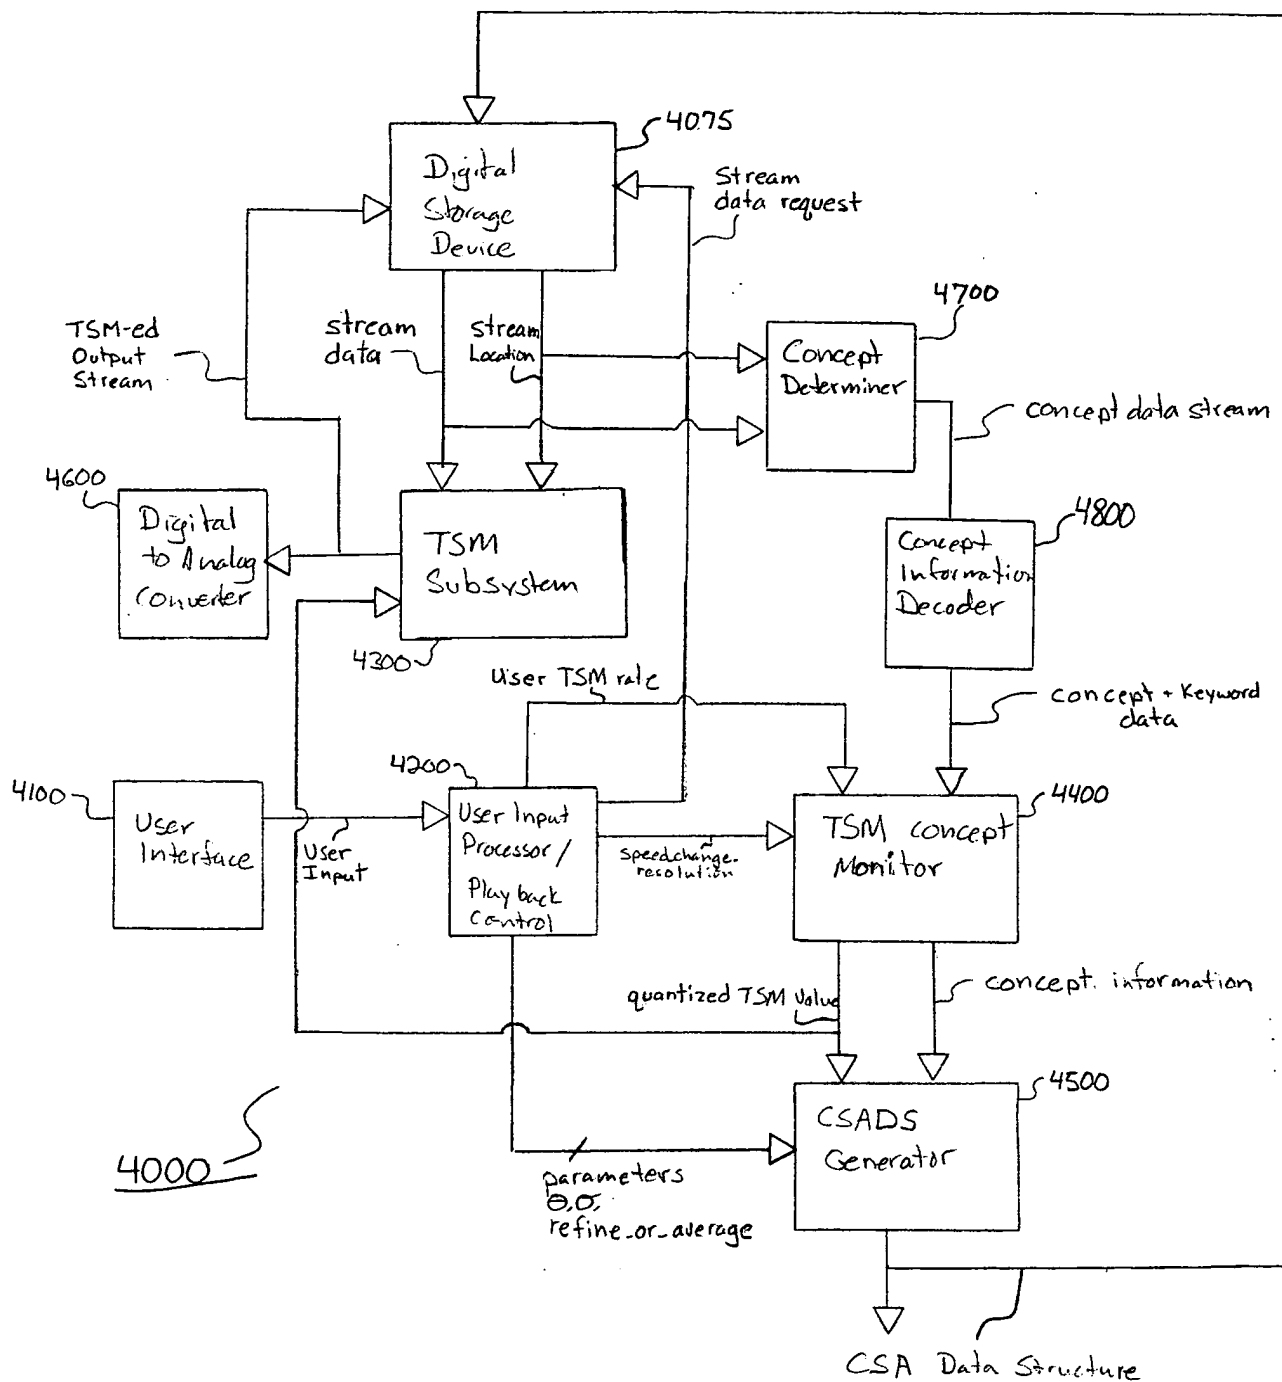 4075
Digital
Storage
Device
Stream
data request
4700
TSM-ed
Output
Stream
stream
data
Stream
Location
Concept
Determiner
concept data stream
4600
Digital
to Analog
Converter
TSM
Subsystem
4300
4800
Concept
Information
Decoder
User TSM rate
concept + Keyword
data
4100
User
Interface
User
Input
4200
User Input
Processor/
Playback
Control
speedchange-
resolution
4400
TSM concept
Monitor
quantized TSM Value
concept. information
4500
CSADS
Generator
4000
parameters
Θ,σ,
refine_or_average
CSA Data Structure